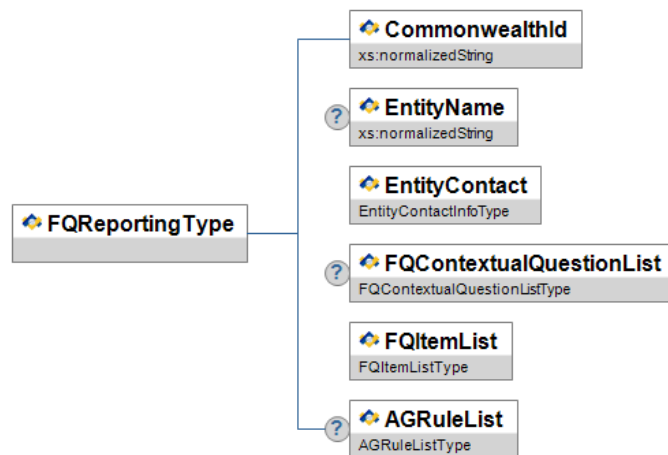 CommonwealthId
xs:normalizedString
?
EntityName
xs:normalizedString
EntityContact
EntityContactInfoType
FQReportingType
?
FQContextualQuestionList
FQContextualQuestionListType
FQItemList
FQItemListType
?
AGRuleList
AGRuleListType